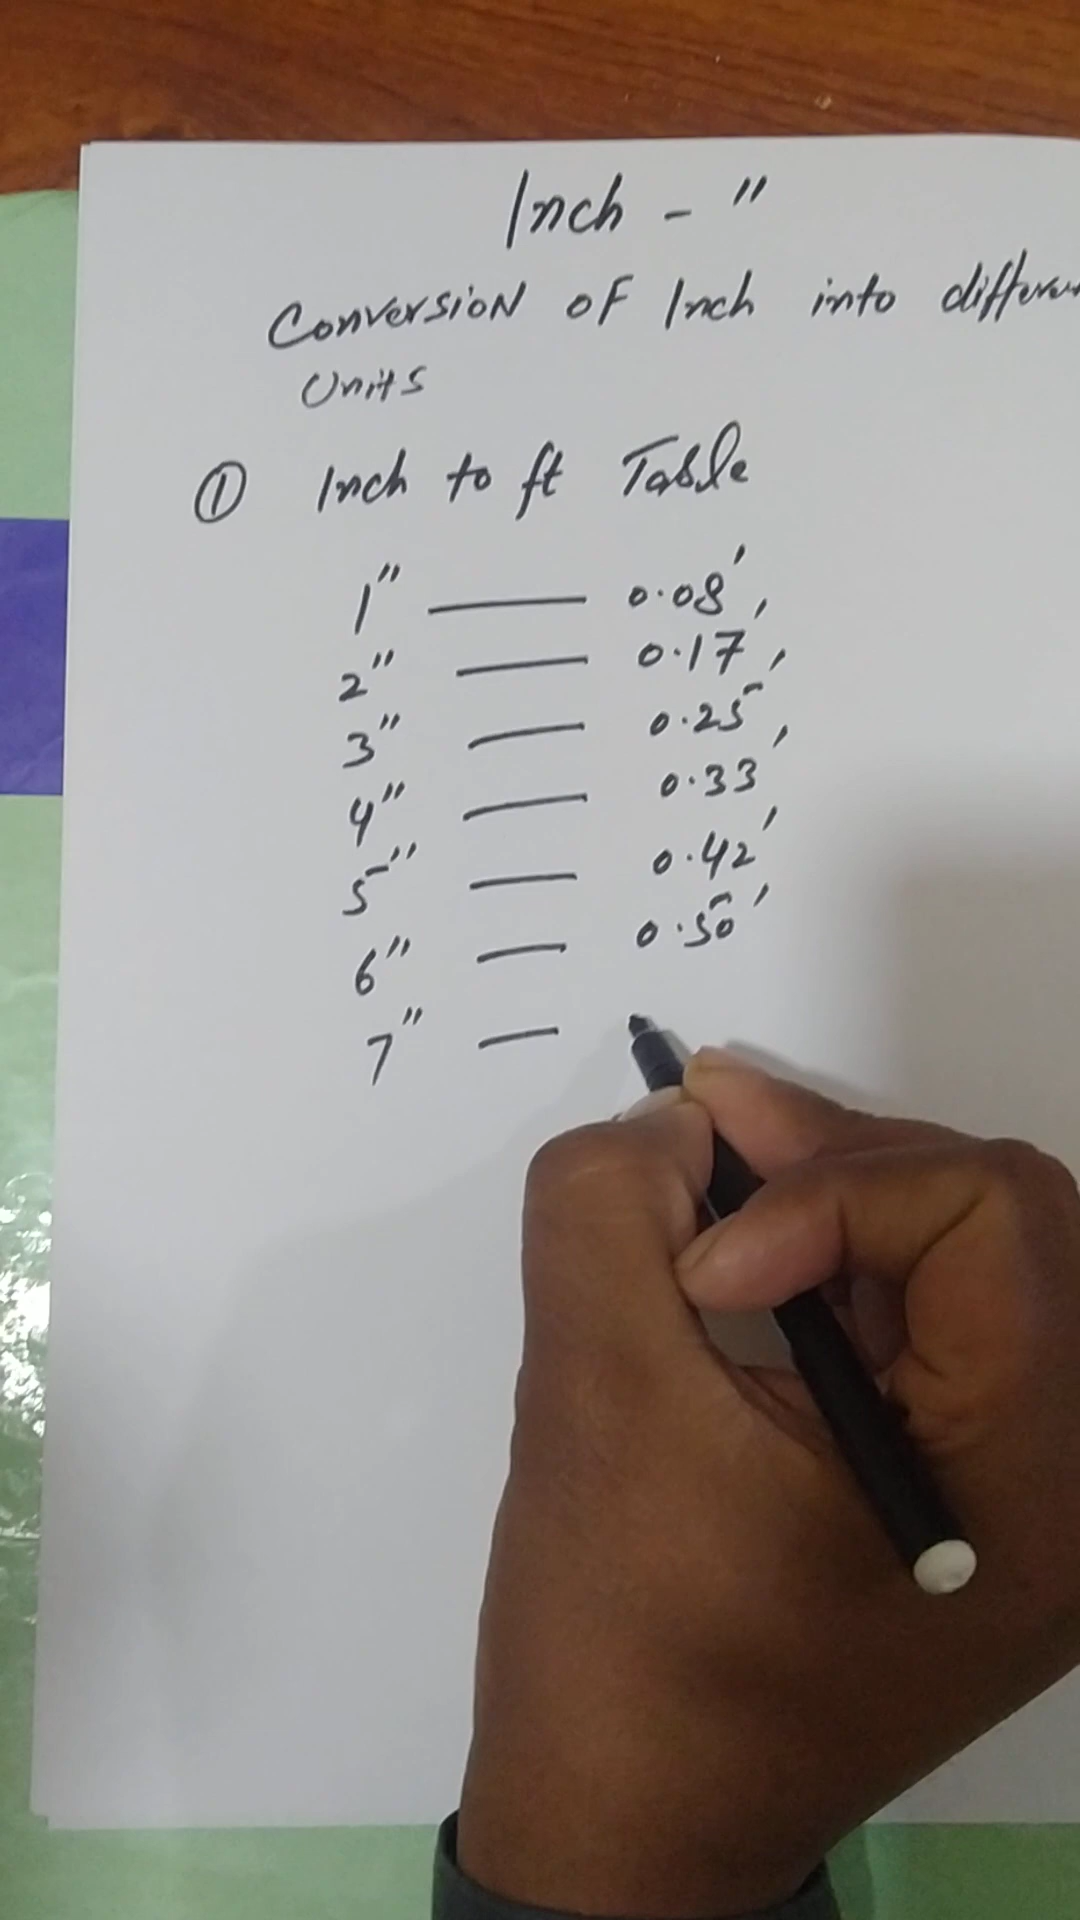 Inch - "
Conversion of Inch into
Units
① Inch to ft Table
1" — 0.08'
2" — 0.17'
3" — 0.25'
4" — 0.33'
5" — 0.42'
6" — 0.50'
7" —